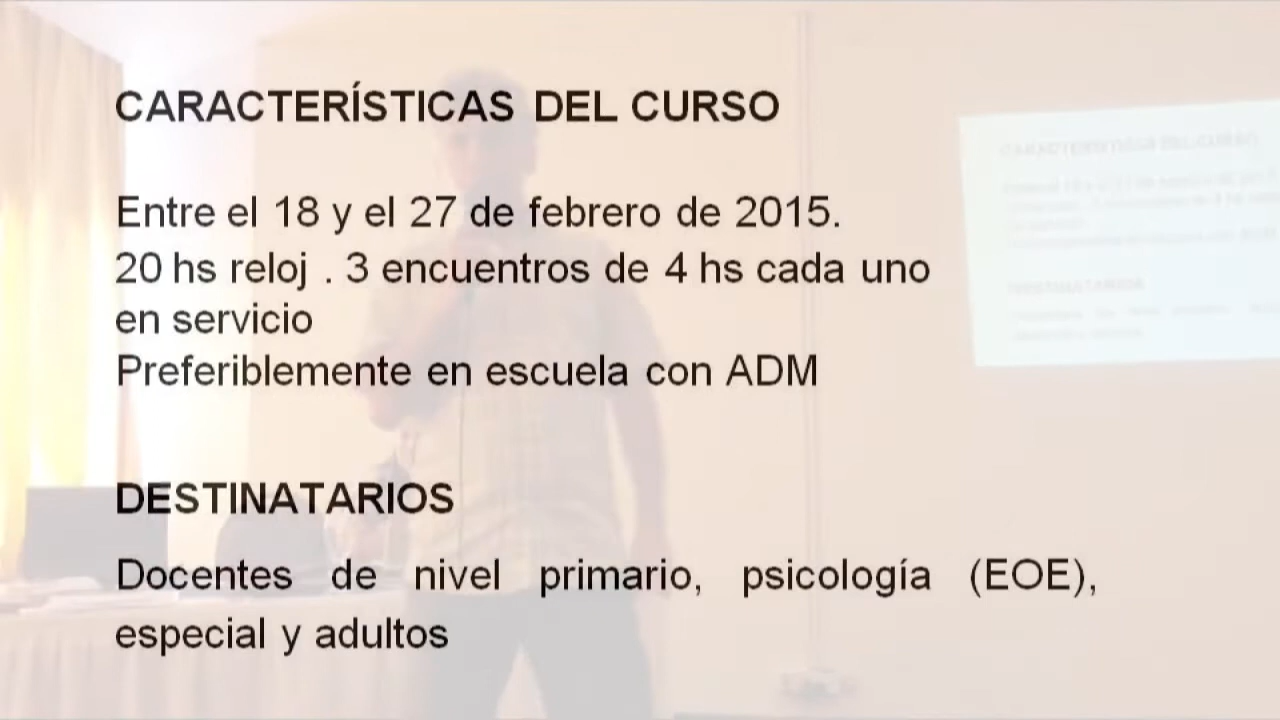 CARACTERÍSTICAS DEL CURSO
Entre el 18 y el 27 de febrero de 2015.
20 hs reloj . 3 encuentros de 4 hs cada uno
en servicio
Preferiblemente en escuela con ADM
DESTINATARIOS
Docentes de nivel primario, psicología (EOE),
especial y adultos